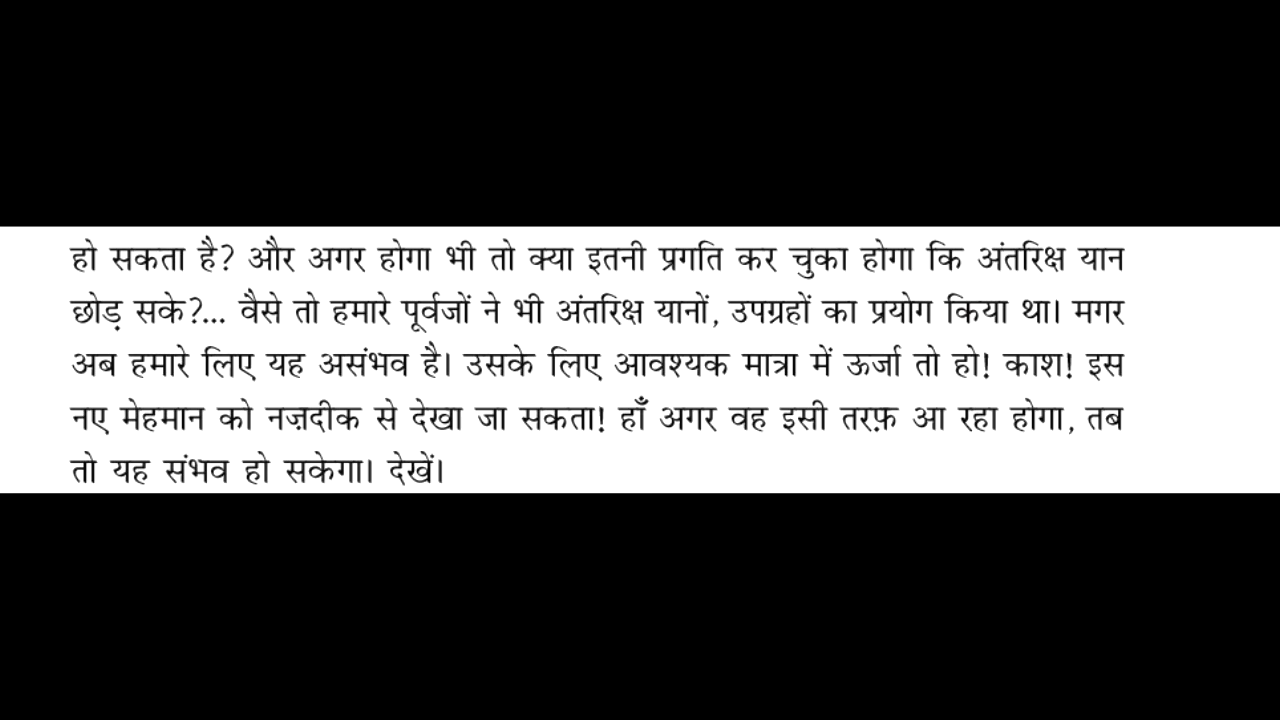 हो सकता है? और अगर होगा भी तो क्या इतनी प्रगति कर चुका होगा कि अंतरिक्ष यान
छोड़ सके?... वैसे तो हमारे पूर्वजों ने भी अंतरिक्ष यानों, उपग्रहों का प्रयोग किया था। मगर
अब हमारे लिए यह असंभव है। उसके लिए आवश्यक मात्रा में ऊर्जा तो हो! काश! इस
नए मेहमान को नज़दीक से देखा जा सकता! हाँ अगर वह इसी तरफ़ आ रहा होगा, तब
तो यह संभव हो सकेगा। देखें।